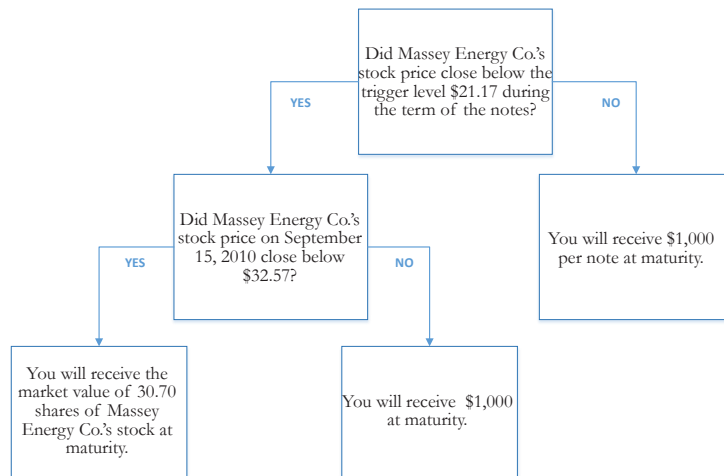 Did Massey Energy Co.'s
stock price close below the
trigger level $21.17 during
the term of the notes?
YES
NO
Did Massey Energy Co.'s
stock price on September
15, 2010 close below
$32.57?
You will receive $1,000
per note at maturity.
YES
NO
You will receive the
market value of 30.70
shares of Massey
Energy Co.'s stock at
maturity.
You will receive $1,000
at maturity.